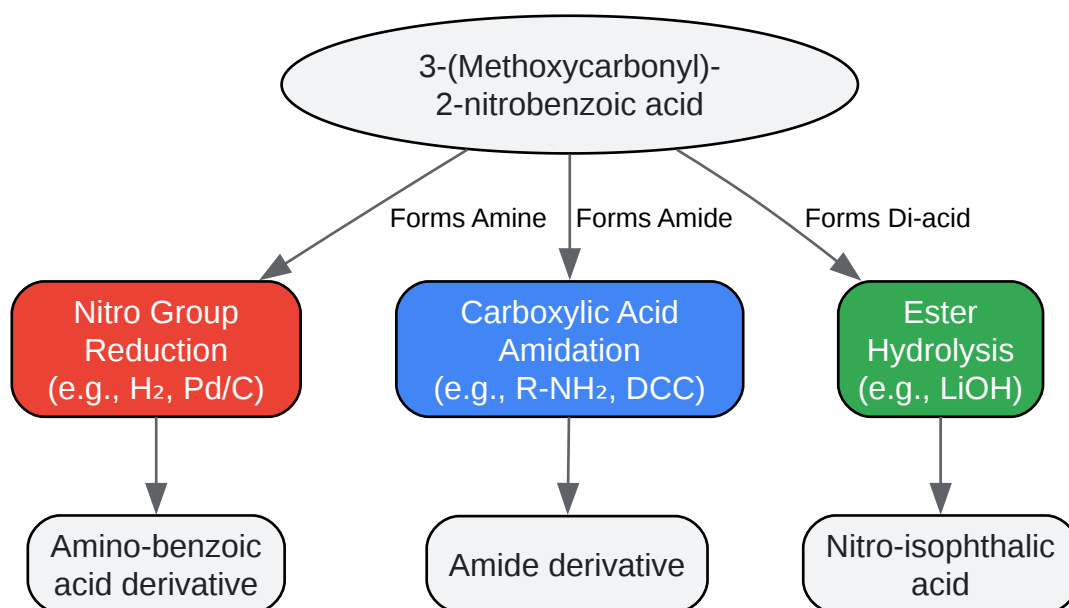 3-(Methoxycarbonyl)-
2-nitrobenzoic acid
Forms Amine
Forms Amide
Forms Di-acid
Nitro Group
Reduction
(e.g., H₂, Pd/C)
Carboxylic Acid
Amidation
(e.g., R-NH₂, DCC)
Ester
Hydrolysis
(e.g., LiOH)
Amino-benzoic
acid derivative
Amide derivative
Nitro-isophthalic
acid